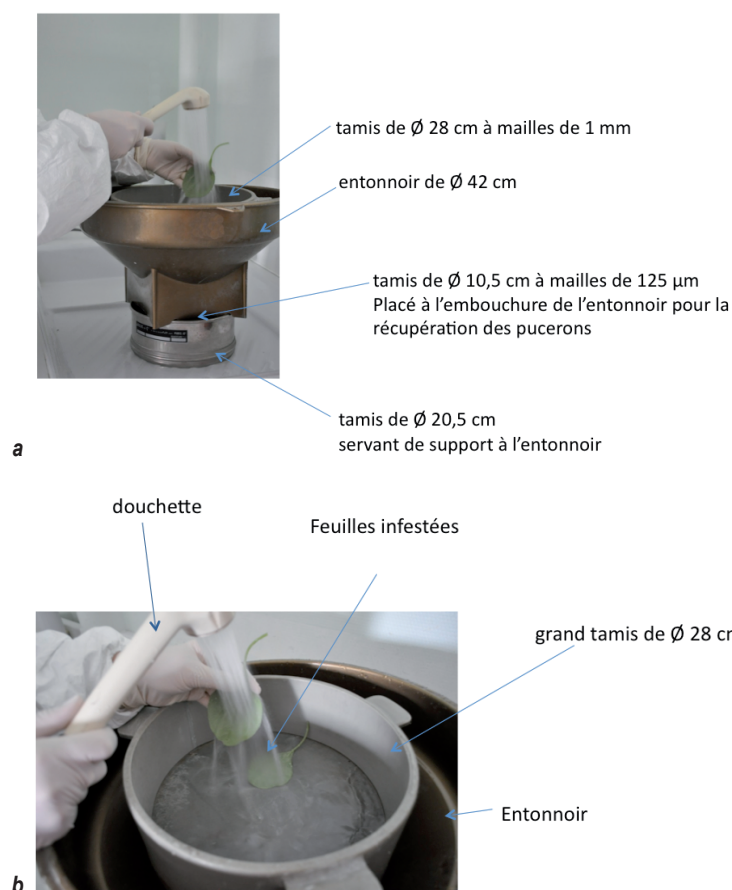 tamis de Ø 28 cm à mailles de 1 mm
entonnoir de Ø 42 cm
tamis de Ø 10,5 cm à mailles de 125 µm
Placé à l’embouchure de l’entonnoir pour la
récupération des pucerons
tamis de Ø 20,5 cm
servant de support à l’entonnoir
a
douchette
Feuilles infestées
grand tamis de Ø 28 cr
Entonnoir
b